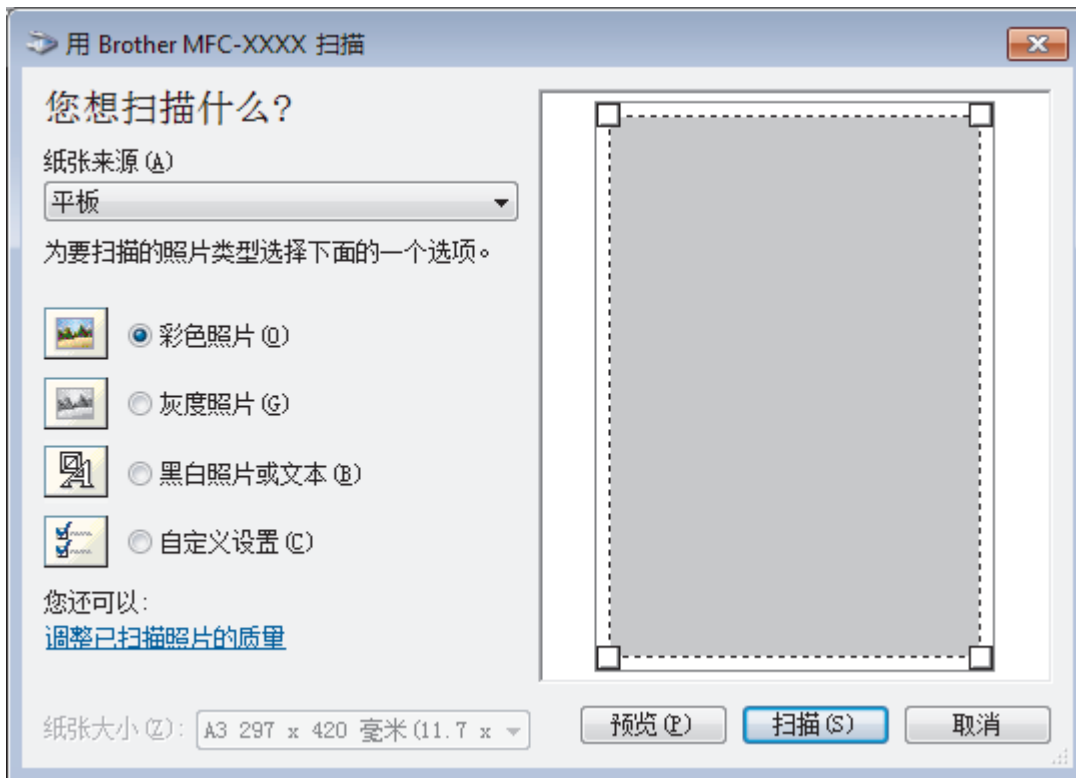 用 Brother MFC-XXXX 扫描
您想扫描什么?
纸张来源(A)
平板
为要扫描的照片类型选择下面的一个选项。
彩色照片(O)
灰度照片(G)
黑白照片或文本(B)
自定义设置(C)
您还可以:
调整已扫描照片的质量
纸张大小(Z): A3 297 x 420 毫米(11.7 x
预览(P) 扫描(S) 取消